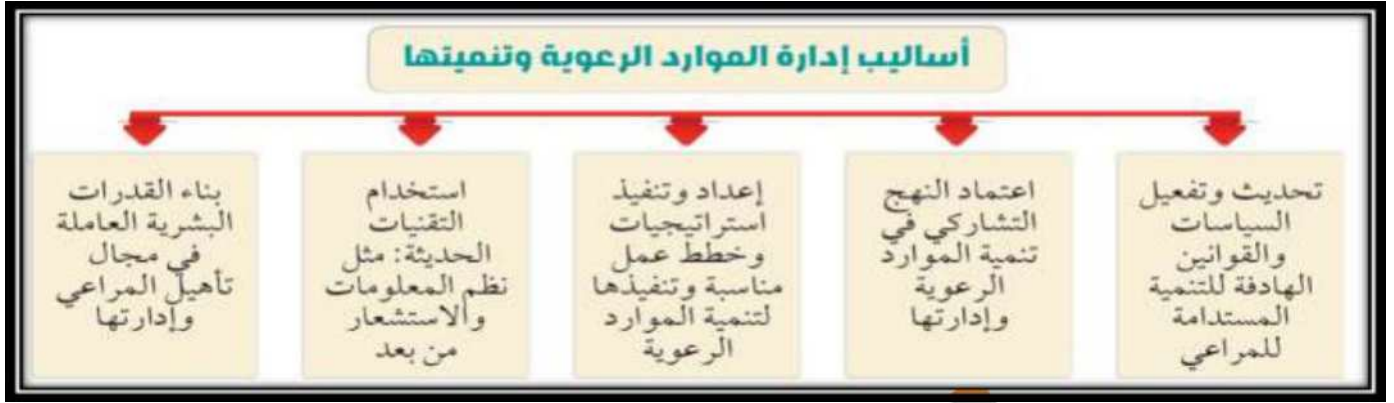 أساليب إدارة الموارد الرعوية وتنميتها
تحديث وتفعيل
السياسات
والقوانين
الهادفة للتنمية
المستدامة
للمراعي
اعتماد النهج
التشاركي في
تنمية الموارد
الرعوية
وإدارتها
إعداد وتنفيذ
استراتيجيات
وخطط عمل
مناسبة وتنفيذها
لتنمية الموارد
الرعوية
استخدام
التقنيات
الحديثة: مثل
نظم المعلومات
والاستشعار
من بعد
بناء القدرات
البشرية العاملة
في مجال
تأهيل المراعي
وإدارتها